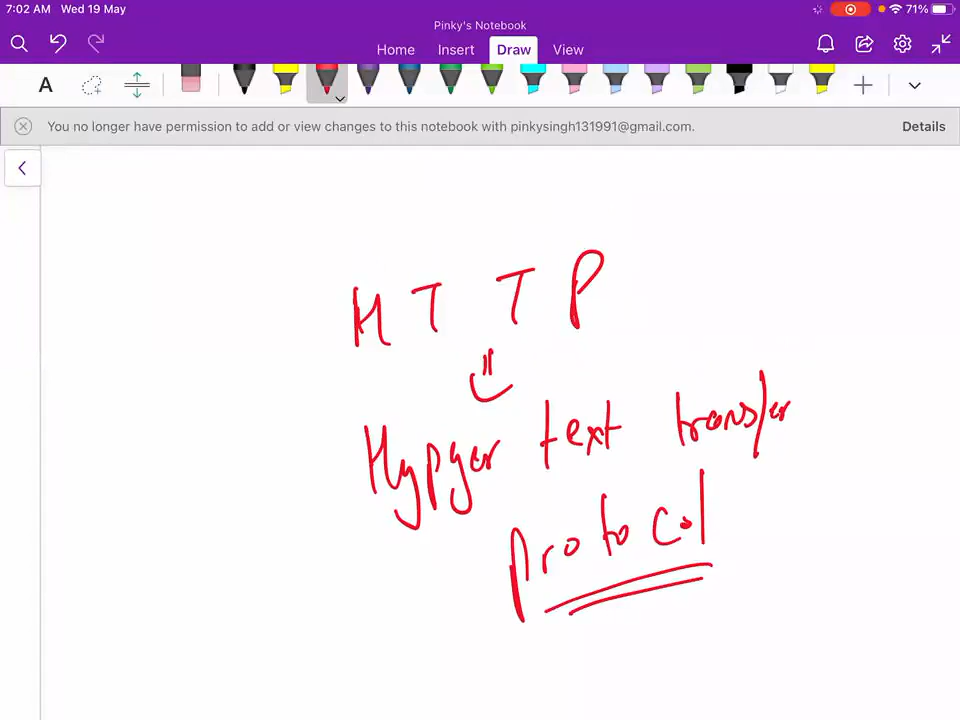 7:02 AM Wed 19 May 71%
Pinky's Notebook
Home Insert Draw View
A
You no longer have permission to add or view changes to this notebook with pinkysingh131991@gmail.com. Details
H T T P
Hypyer text transfer
protocol